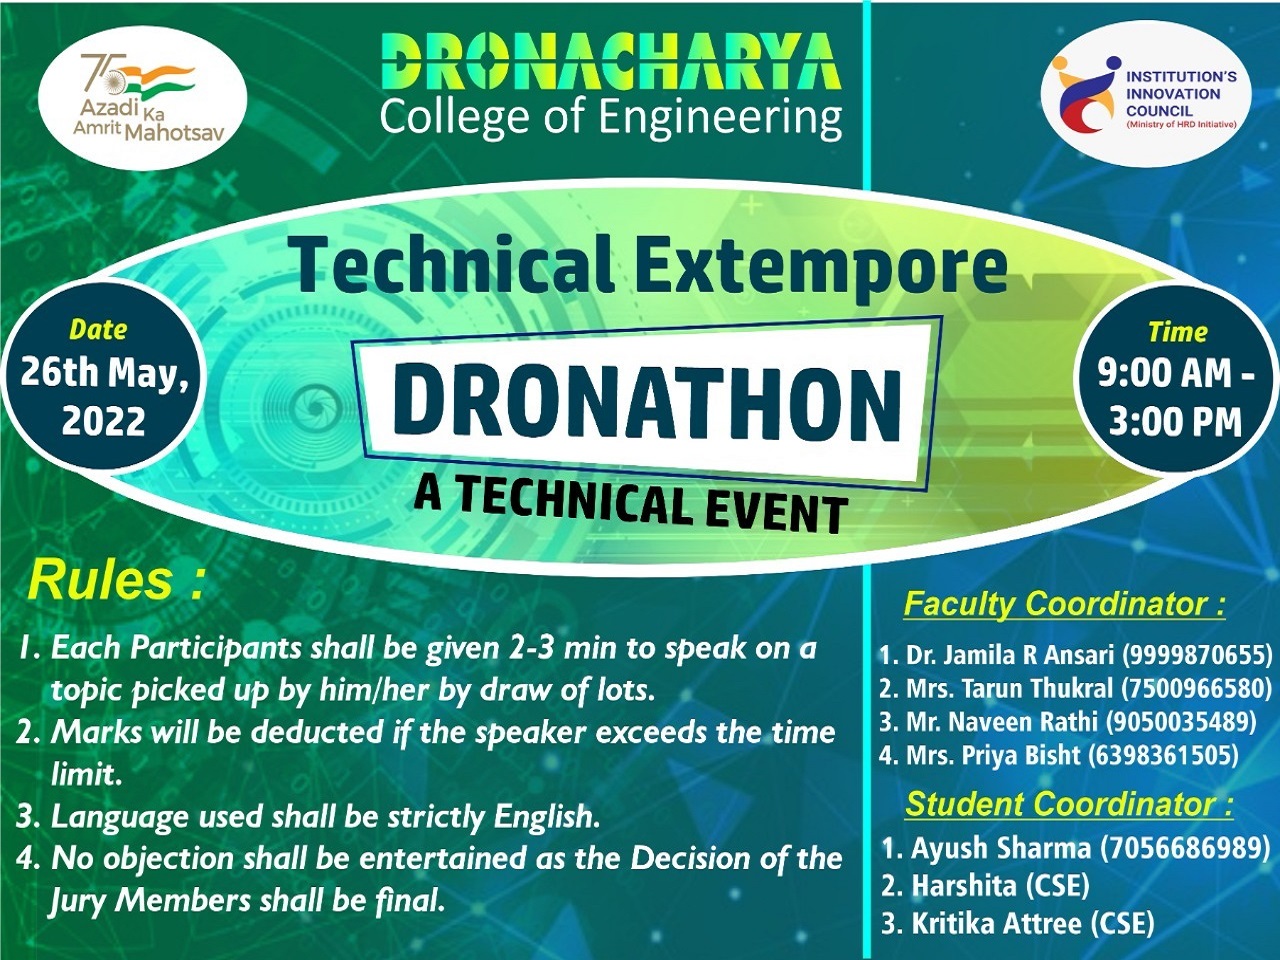 75
Azadi Ka
Amrit Mahotsav
DRONACHARYA
College of Engineering
INSTITUTION'S
INNOVATION
COUNCIL
(Ministry of HRD Initiative)
Technical Extempore
Date
26th May,
2022
DRONATHON
A TECHNICAL EVENT
Time
9:00 AM -
3:00 PM
Rules :
1. Each Participants shall be given 2-3 min to speak on a
topic picked up by him/her by draw of lots.
2. Marks will be deducted if the speaker exceeds the time
limit.
3. Language used shall be strictly English.
4. No objection shall be entertained as the Decision of the
Jury Members shall be final.
Faculty Coordinator :
1. Dr. Jamila R Ansari (9999870655)
2. Mrs. Tarun Thukral (7500966580)
3. Mr. Naveen Rathi (9050035489)
4. Mrs. Priya Bisht (6398361505)
Student Coordinator :
1. Ayush Sharma (7056686989)
2. Harshita (CSE)
3. Kritika Attree (CSE)